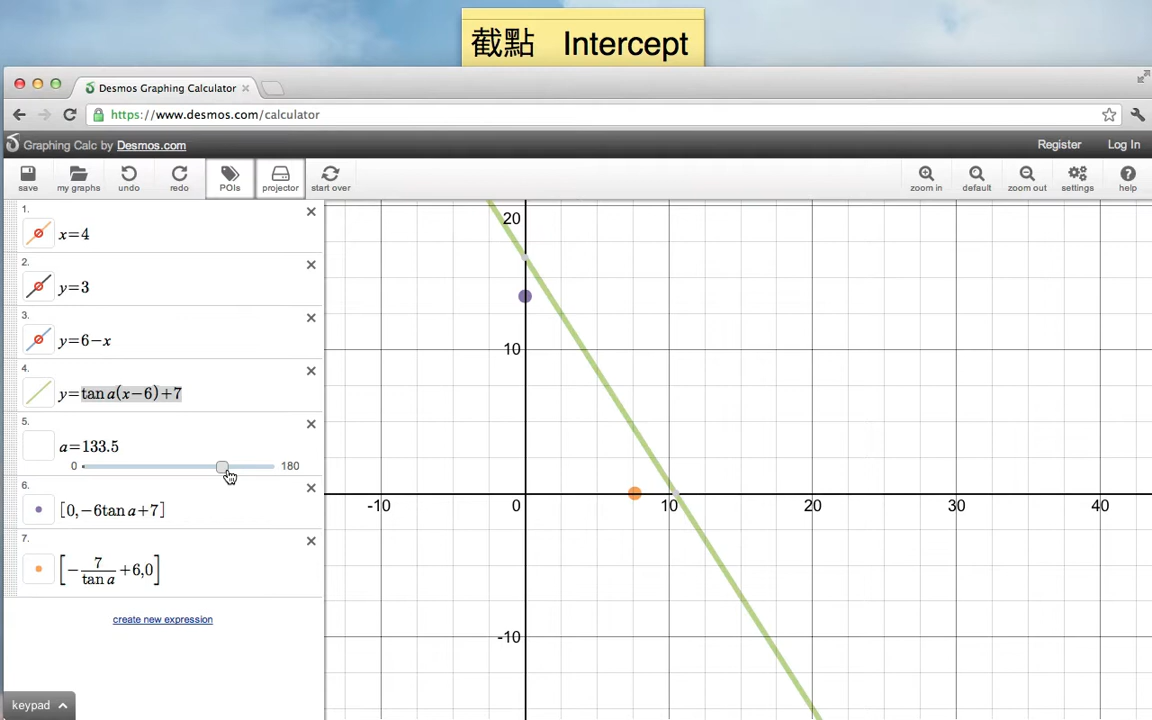 截點 Intercept
Desmos Graphing Calculator
https://www.desmos.com/calculator
Graphing Calc by Desmos.com
Register
Log In
save
my graphs
undo
redo
POIs
projector
start over
zoom in
default
zoom out
settings
help
1.
x=4
2.
y=3
3.
y=6−x
4.
y=tan a(x−6)+7
5.
a=133.5
0
180
6.
[0,−6tan a+7]
7.
[−7/tan a+6,0]
create new expression
keypad
20
10
-10
0
10
20
30
40
-10